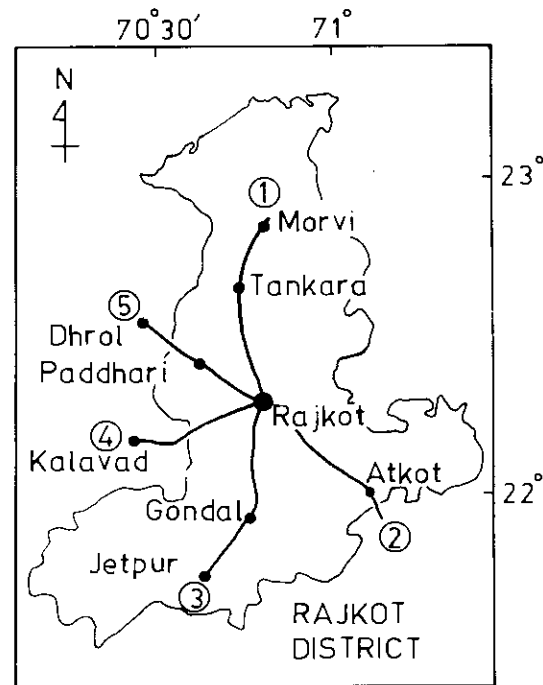 70°30′ 71°
N
23°
① Morvi
Tankara
⑤
Dhrol
Paddhari
Rajkot
④
Kalavad
Atkot
22°
Gondal
②
Jetpur
③
RAJKOT
DISTRICT